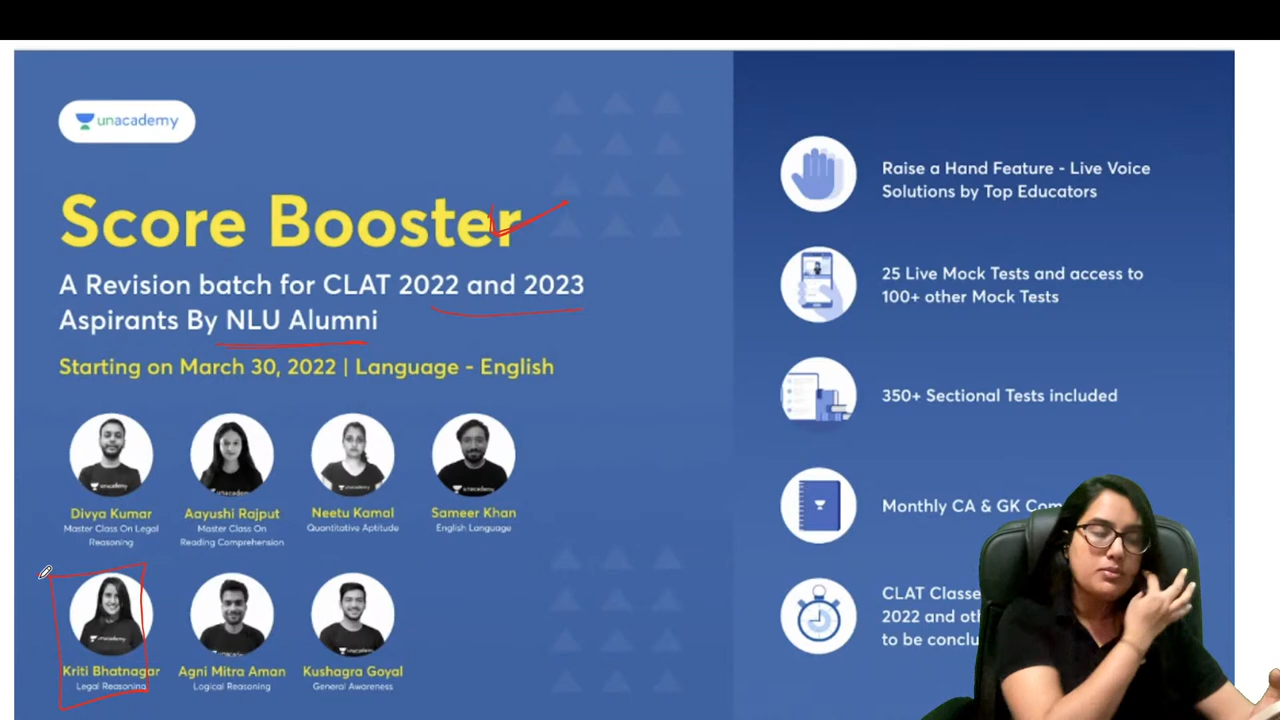 unacademy
Score Booster
A Revision batch for CLAT 2022 and 2023
Aspirants By NLU Alumni
Starting on March 30, 2022 | Language - English
Divya Kumar
Master Class On Legal
Reasoning
Aayushi Rajput
Master Class On
Reading Comprehension
Neetu Kamal
Quantitative Aptitude
Sameer Khan
English Language
Kriti Bhatnagar
Legal Reasoning
Agni Mitra Aman
Logical Reasoning
Kushagra Goyal
General Awareness
Raise a Hand Feature - Live Voice
Solutions by Top Educators
25 Live Mock Tests and access to
100+ other Mock Tests
350+ Sectional Tests included
Monthly CA & GK
CLAT
2022 and
to be